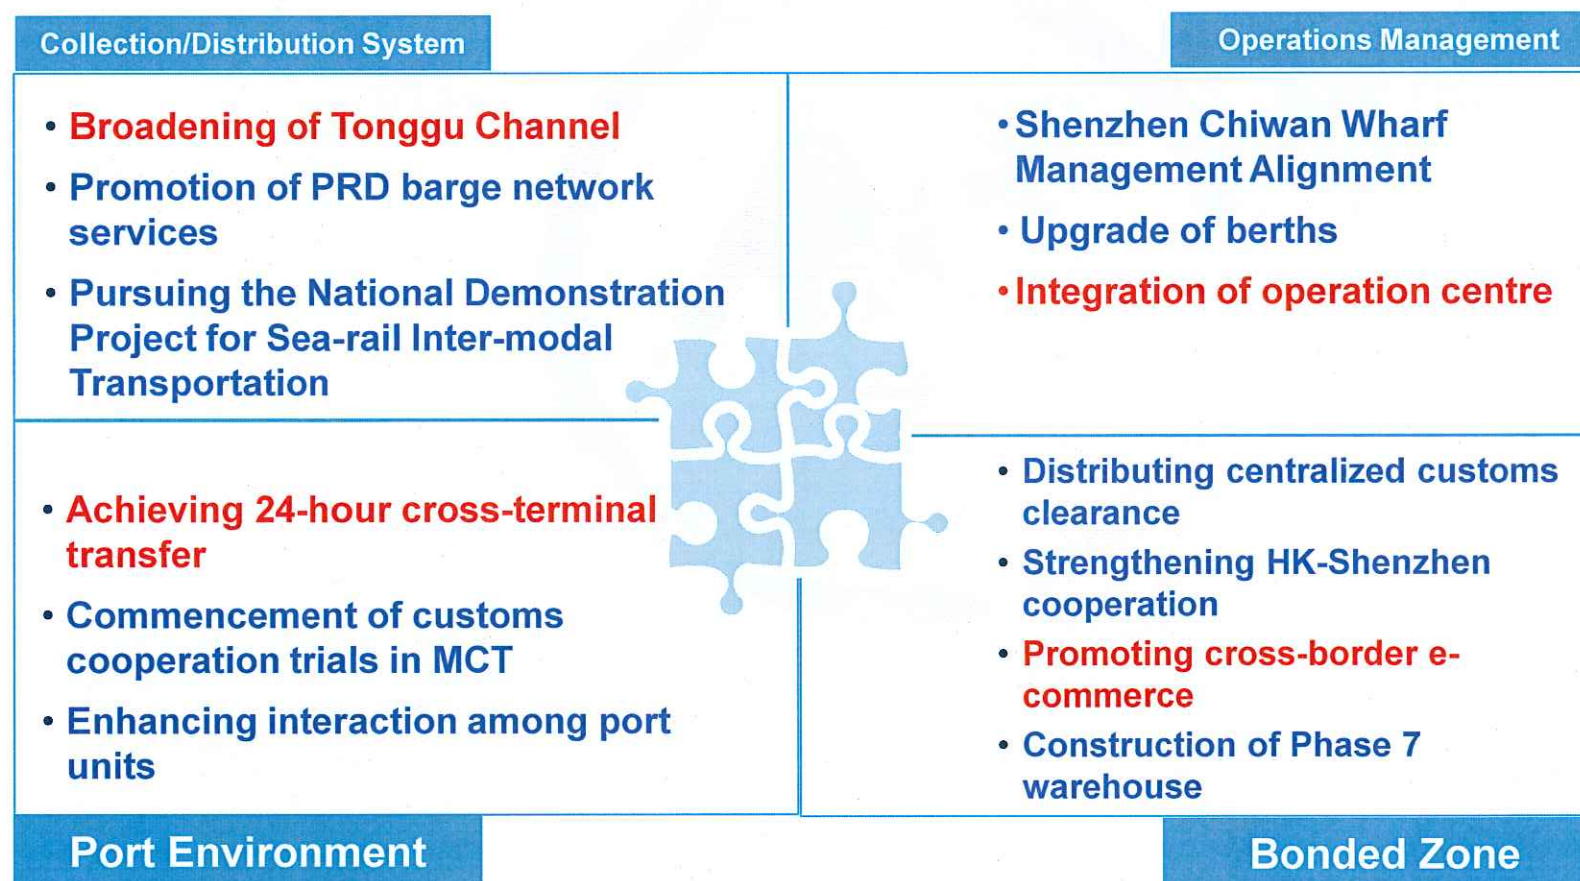 Collection/Distribution System
• Broadening of Tonggu Channel
• Promotion of PRD barge network
services
• Pursuing the National Demonstration
Project for Sea-rail Inter-modal
Transportation
Operations Management
• Shenzhen Chiwan Wharf
Management Alignment
• Upgrade of berths
• Integration of operation centre
• Achieving 24-hour cross-terminal
transfer
• Commencement of customs
cooperation trials in MCT
• Enhancing interaction among port
units
Port Environment
• Distributing centralized customs
clearance
• Strengthening HK-Shenzhen
cooperation
• Promoting cross-border e-
commerce
• Construction of Phase 7
warehouse
Bonded Zone